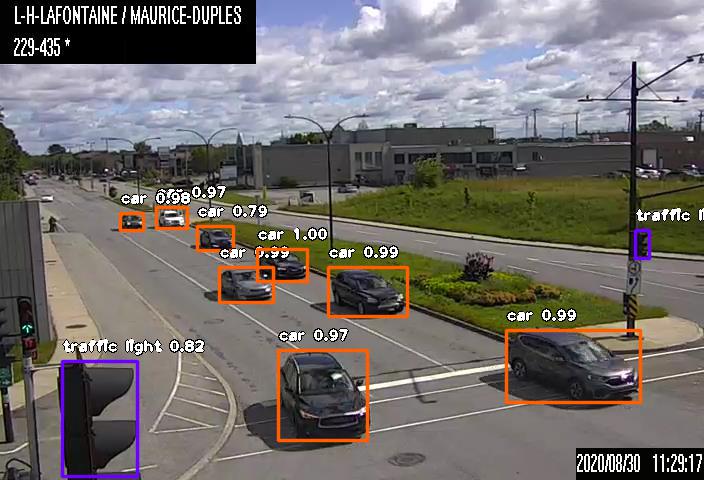 L-H-LAFONTAINE / MAURICE-DUPLES
229-435 *
0.97
car 0.98
car 0.79
car 1.00
car 0.99
car 0.99
traffic l
car 0.99
car 0.97
traffic light 0.82
2020/08/30 11:29:17